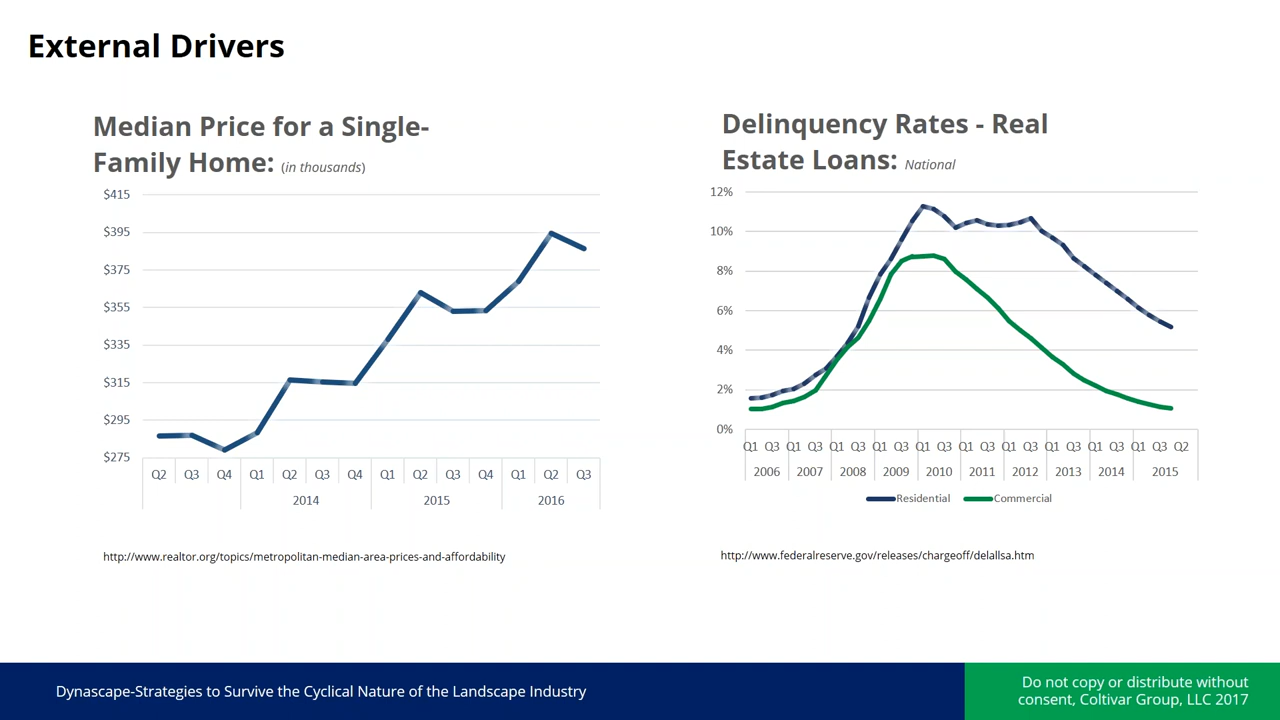 External Drivers
Median Price for a Single-
Family Home: (in thousands)
$415
$395
$375
$355
$335
$315
$295
$275
Q2 Q3 Q4 Q1 Q2 Q3 Q4 Q1 Q2 Q3 Q4 Q1 Q2 Q3
2014 2015 2016
http://www.realtor.org/topics/metropolitan-median-area-prices-and-affordability
Delinquency Rates - Real
Estate Loans: National
12%
10%
8%
6%
4%
2%
0%
Q1 Q3 Q1 Q3 Q1 Q3 Q1 Q3 Q1 Q3 Q1 Q3 Q1 Q3 Q1 Q3 Q1 Q3 Q1 Q3 Q2
2006 2007 2008 2009 2010 2011 2012 2013 2014 2015
Residential Commercial
http://www.federalreserve.gov/releases/chargeoff/delallsa.htm
Dynascape-Strategies to Survive the Cyclical Nature of the Landscape Industry
Do not copy or distribute without
consent, Coltivar Group, LLC 2017